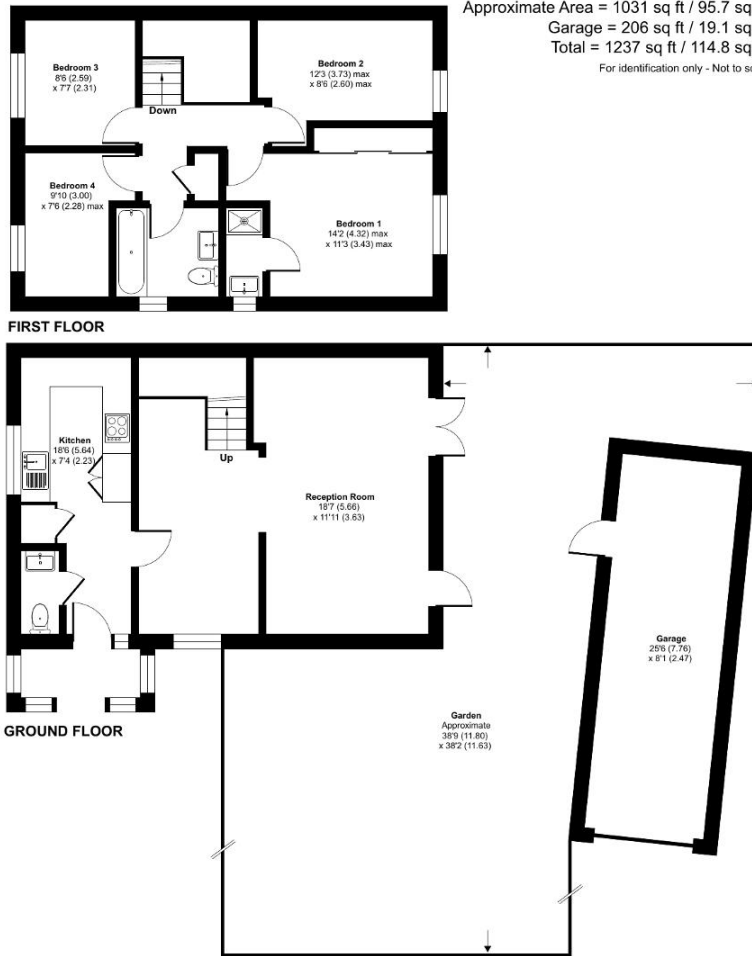 Approximate Area = 1031 sq ft / 95.7 sq
Garage = 206 sq ft / 19.1 sq
Total = 1237 sq ft / 114.8 sq
For identification only - Not to sc
Bedroom 3
8'6 (2.59)
x 7'7 (2.31)
Bedroom 2
12'3 (3.73) max
x 8'6 (2.60) max
Down
Bedroom 4
9'10 (3.00)
x 7'6 (2.28) max
Bedroom 1
14'2 (4.32) max
x 11'3 (3.43) max
FIRST FLOOR
Kitchen
18'6 (5.64)
x 7'4 (2.23)
Up
Reception Room
18'7 (5.66)
x 11'11 (3.63)
Garage
25'6 (7.76)
x 8'1 (2.47)
Garden
Approximate
38'9 (11.80)
x 38'2 (11.63)
GROUND FLOOR